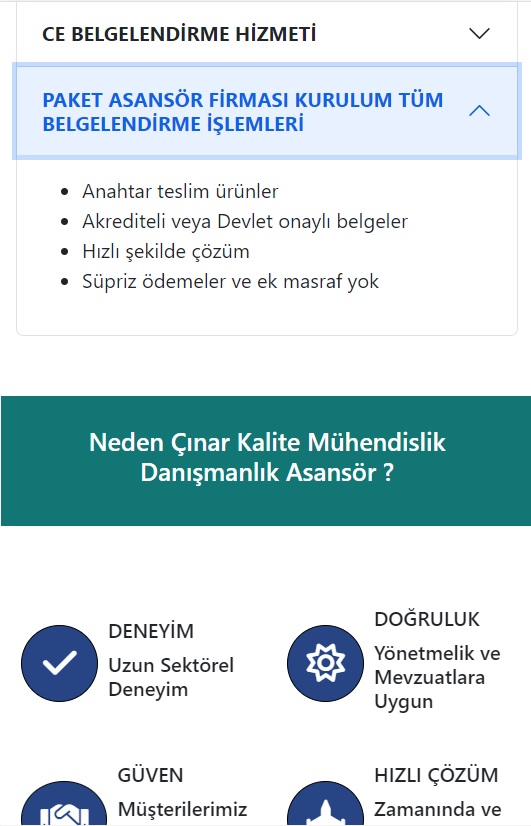 CE BELGELENDİRME HİZMETİ
PAKET ASANSÖR FİRMASI KURULUM TÜM
BELGELENDİRME İŞLEMLERİ
Anahtar teslim ürünler
Akrediteli veya Devlet onaylı belgeler
Hızlı şekilde çözüm
Süpriz ödemeler ve ek masraf yok
Neden Çınar Kalite Mühendislik
Danışmanlık Asansör ?
DENEYİM
Uzun Sektörel
Deneyim
DOĞRULUK
Yönetmelik ve
Mevzuatlara
Uygun
GÜVEN
Müşterilerimiz
HIZLI ÇÖZÜM
Zamanında ve